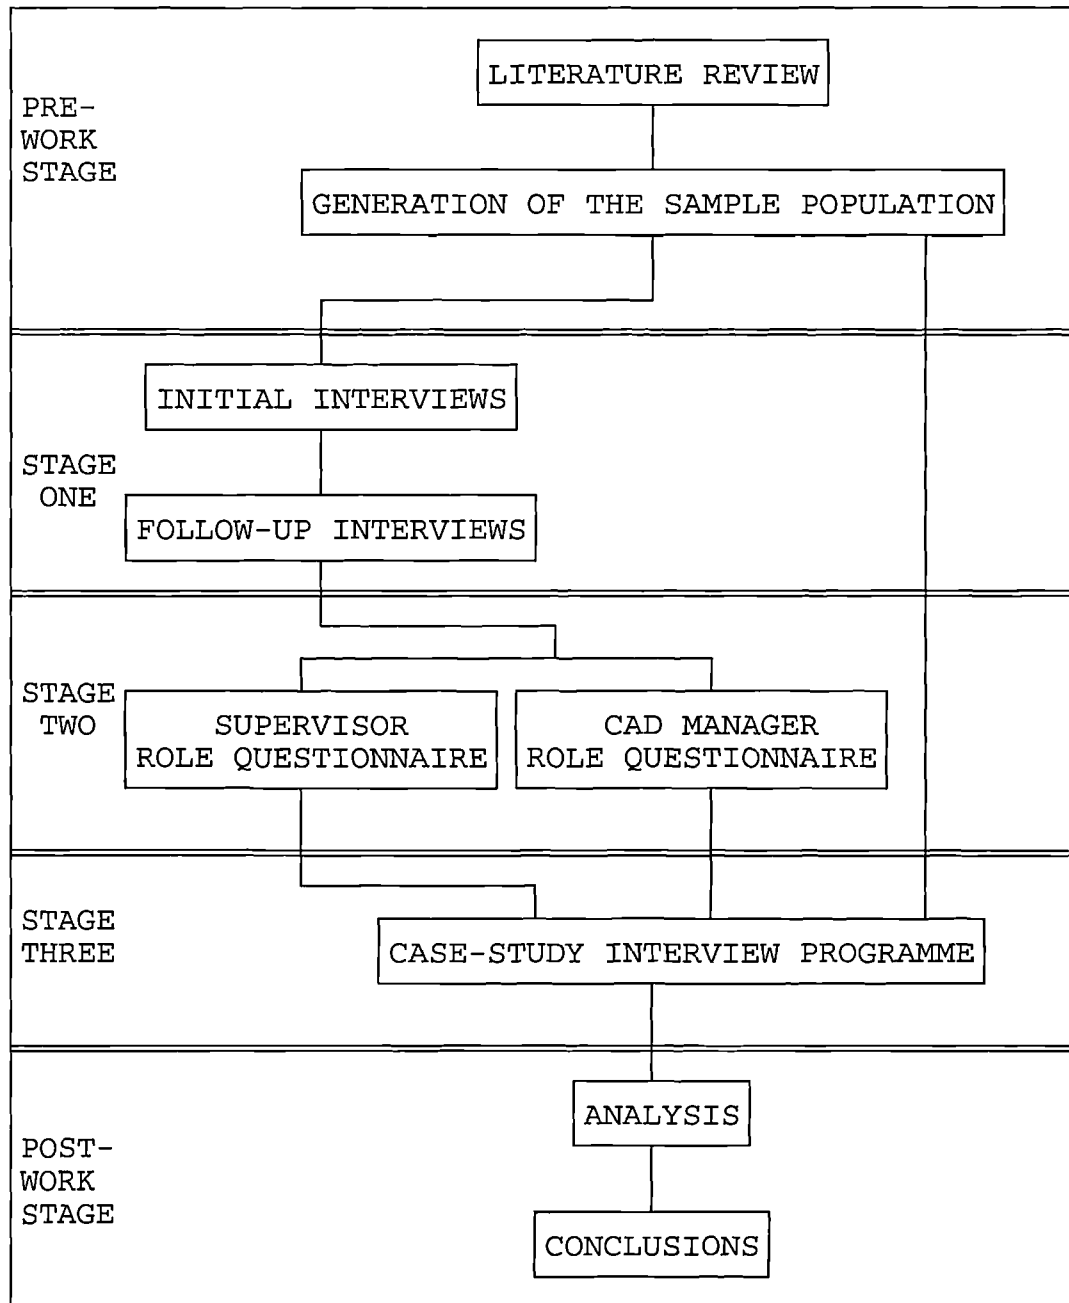 LITERATURE REVIEW
PRE-
WORK
STAGE
GENERATION OF THE SAMPLE POPULATION
INITIAL INTERVIEWS
STAGE
ONE
FOLLOW-UP INTERVIEWS
STAGE
TWO
SUPERVISOR
ROLE QUESTIONNAIRE
CAD MANAGER
ROLE QUESTIONNAIRE
STAGE
THREE
CASE-STUDY INTERVIEW PROGRAMME
ANALYSIS
POST-
WORK
STAGE
CONCLUSIONS